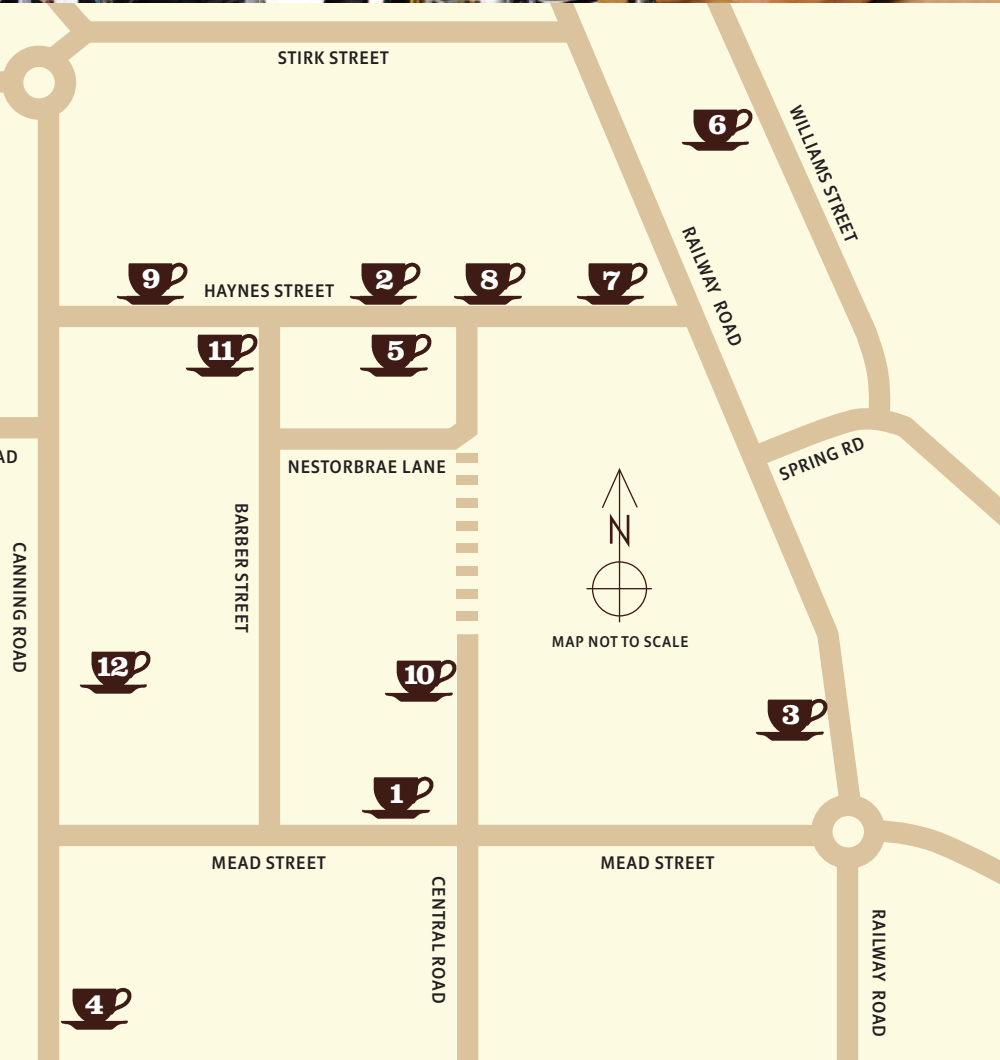 STIRK STREET
6
WILLIAMS STREET
RAILWAY ROAD
9
HAYNES STREET
2
8
7
11
5
AD
NESTORBRAE LANE
SPRING RD
BARBER STREET
CANNING ROAD
N
MAP NOT TO SCALE
12
10
3
1
MEAD STREET
MEAD STREET
CENTRAL ROAD
RAILWAY ROAD
4